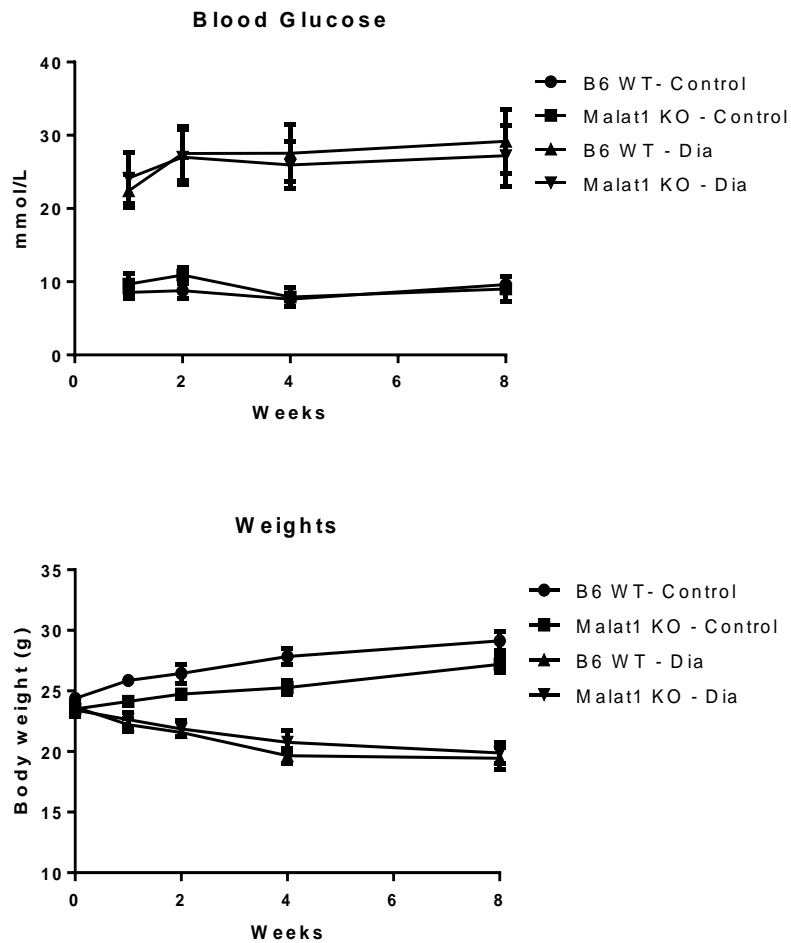 Blood Glucose
40
30
20
10
0
mmol/L
0 2 4 6 8
Weeks
B6 WT- Control
Malat1 KO - Control
B6 WT - Dia
Malat1 KO - Dia
Weights
35
30
25
20
15
10
Body weight (g)
0 2 4 6 8
Weeks
B6 WT- Control
Malat1 KO - Control
B6 WT - Dia
Malat1 KO - Dia